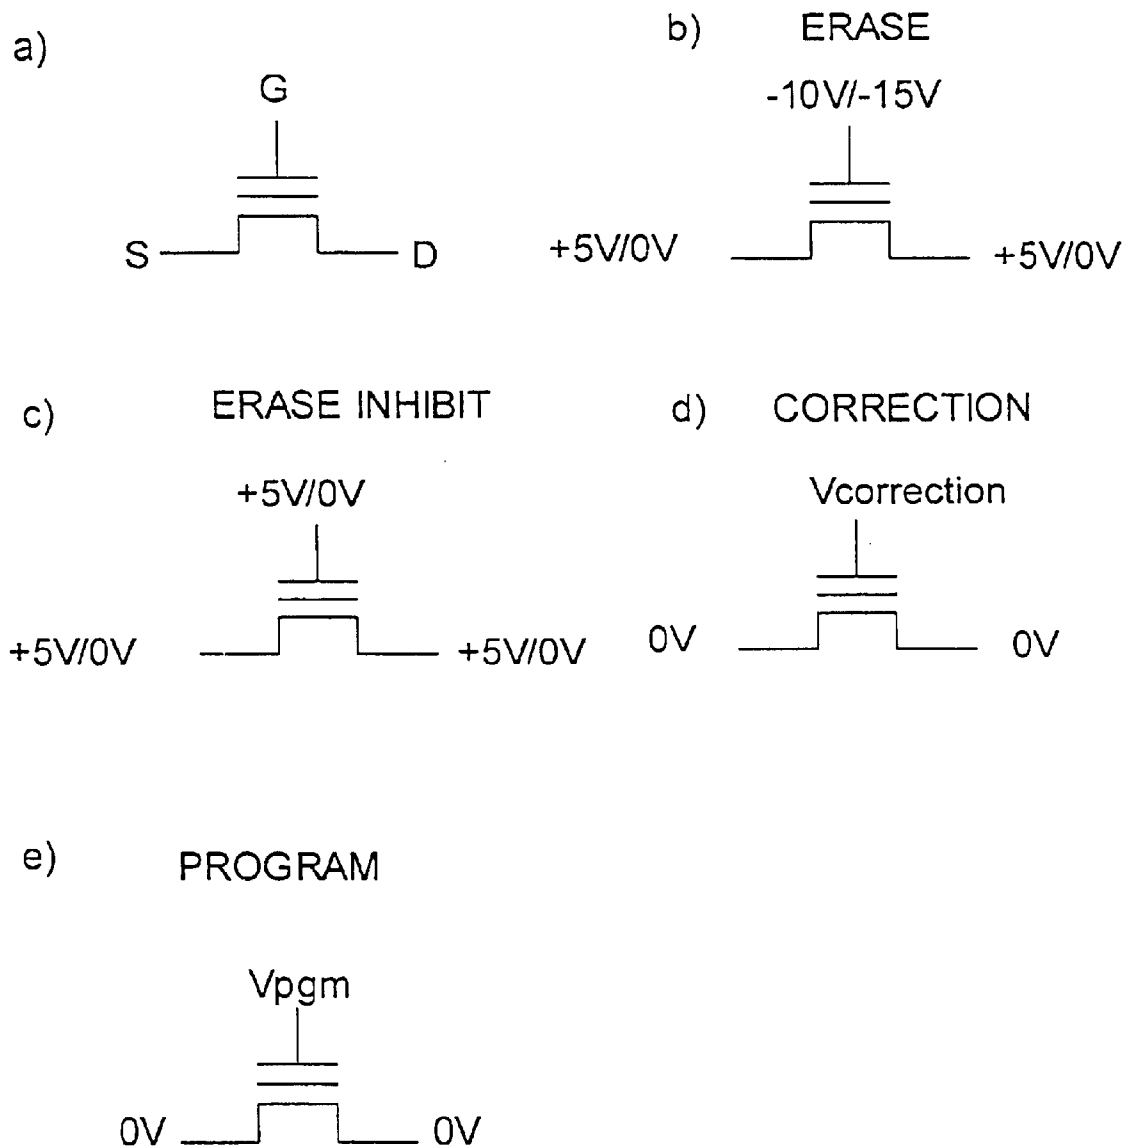 a)
G
S D
b) ERASE
-10V/-15V
+5V/0V +5V/0V
c) ERASE INHIBIT
+5V/0V
+5V/0V +5V/0V
d) CORRECTION
Vcorrection
0V 0V
e) PROGRAM
Vpgm
0V 0V